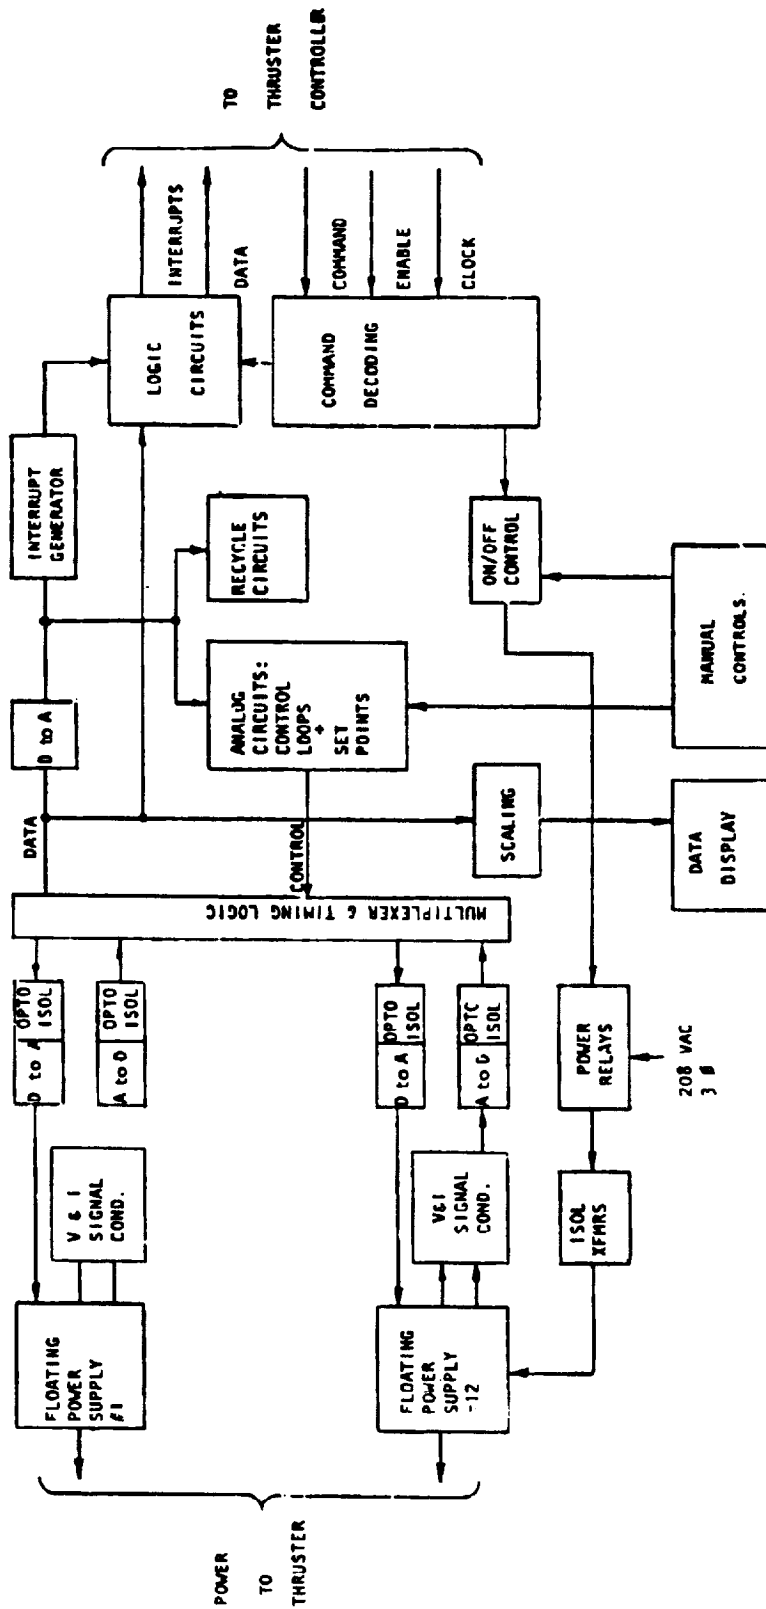 POWER
TO
THRUSTER
FLOATING
POWER
SUPPLY
#1
V & I
SIGNAL
COND.
D to A
OPTO
ISOL
A to D
OPTO
ISOL
FLOATING
POWER
SUPPLY
-12
V&I
SIGNAL
COND.
D to A
OPTO
ISOL
A to D
OPTC
ISOL
ISOL
XFMRS
POWER
RELAYS
208 VAC
3 Ø
MULTIPLEXER & TIMING LOGIC
DATA
CONTROL
D to A
INTERRUPT
GENERATOR
ANALOG
CIRCUITS:
CONTROL
LOOPS
+
SET
POINTS
RECYCLE
CIRCUITS
SCALING
DATA
DISPLAY
MANUAL
CONTROLS.
ON/OFF
CONTROL
LOGIC
CIRCUITS
COMMAND
DECODING
INTERRUPTS
DATA
COMMAND
ENABLE
CLOCK
TO
THRUSTER
CONTROLLER